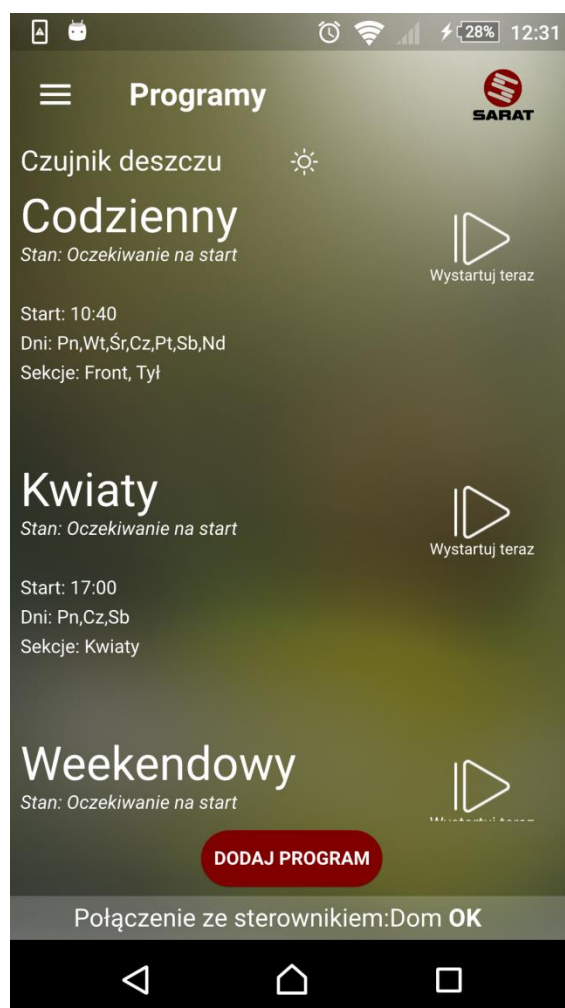 28% 12:31
Programy
SARAT
Czujnik deszczu
Codzienny
Stan: Oczekiwanie na start
Wystartuj teraz
Start: 10:40
Dni: Pn,Wt,Śr,Cz,Pt,Sb,Nd
Sekcje: Front, Tył
Kwiaty
Stan: Oczekiwanie na start
Wystartuj teraz
Start: 17:00
Dni: Pn,Cz,Sb
Sekcje: Kwiaty
Weekendowy
Stan: Oczekiwanie na start
DODAJ PROGRAM
Połączenie ze sterownikiem:Dom OK